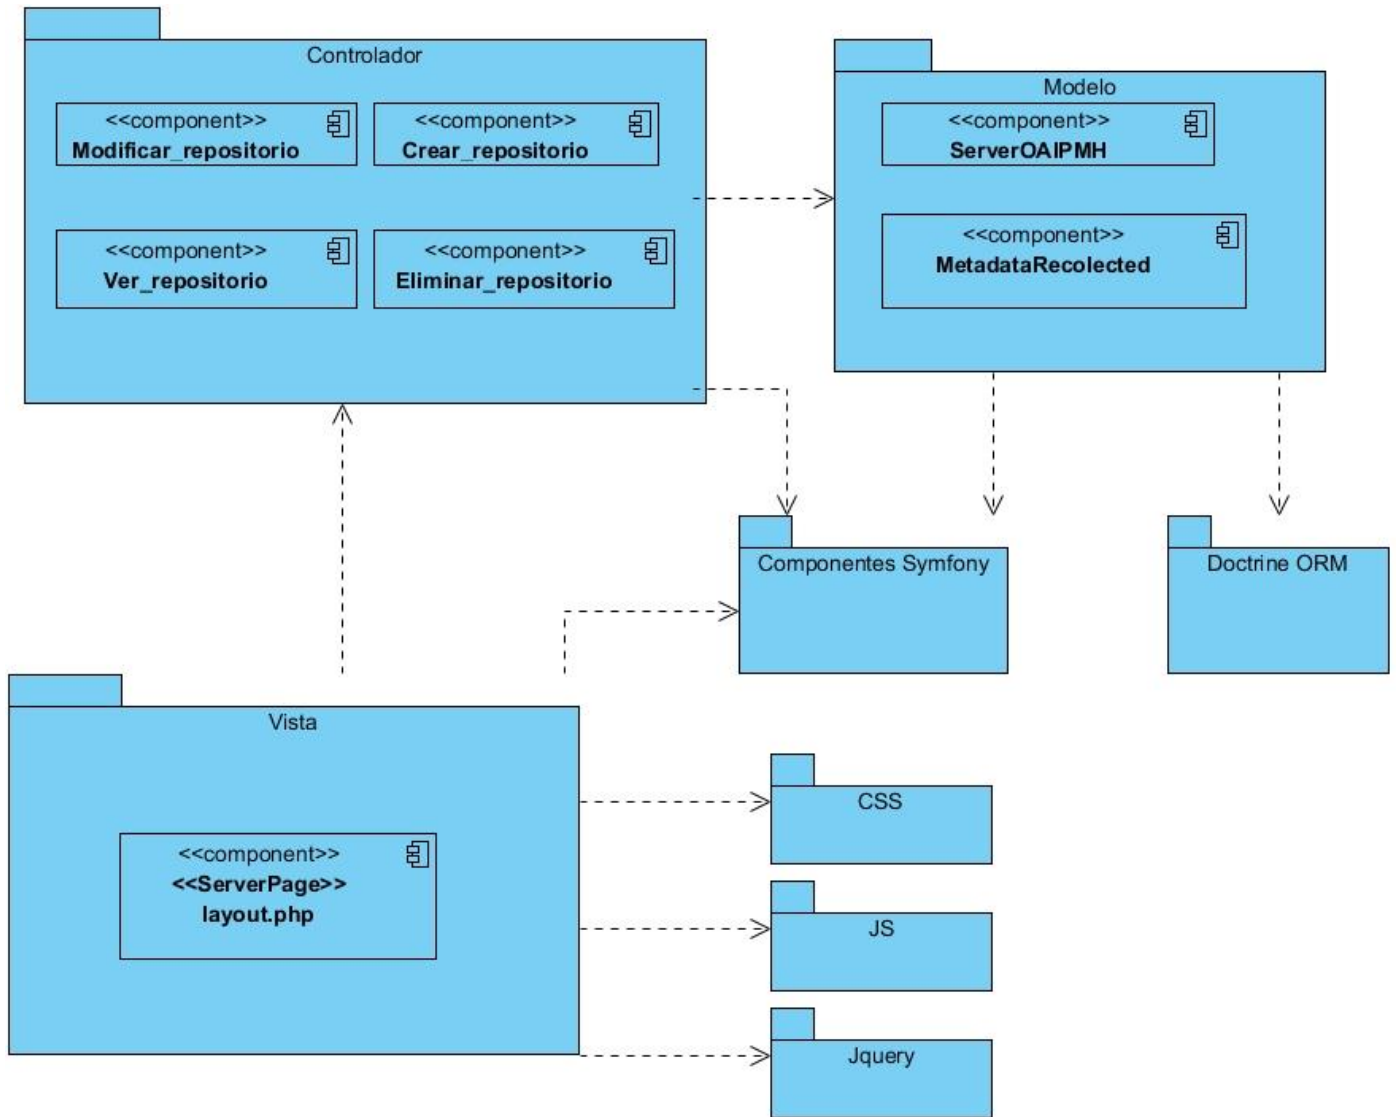 Controlador
<<component>>
Modificar_repositorio
<<component>>
Crear_repositorio
<<component>>
Ver_repositorio
<<component>>
Eliminar_repositorio
Modelo
<<component>>
ServerOAIPMH
<<component>>
MetadataRecolected
Componentes Symfony
Doctrine ORM
Vista
<<component>>
<<ServerPage>>
layout.php
CSS
JS
Jquery